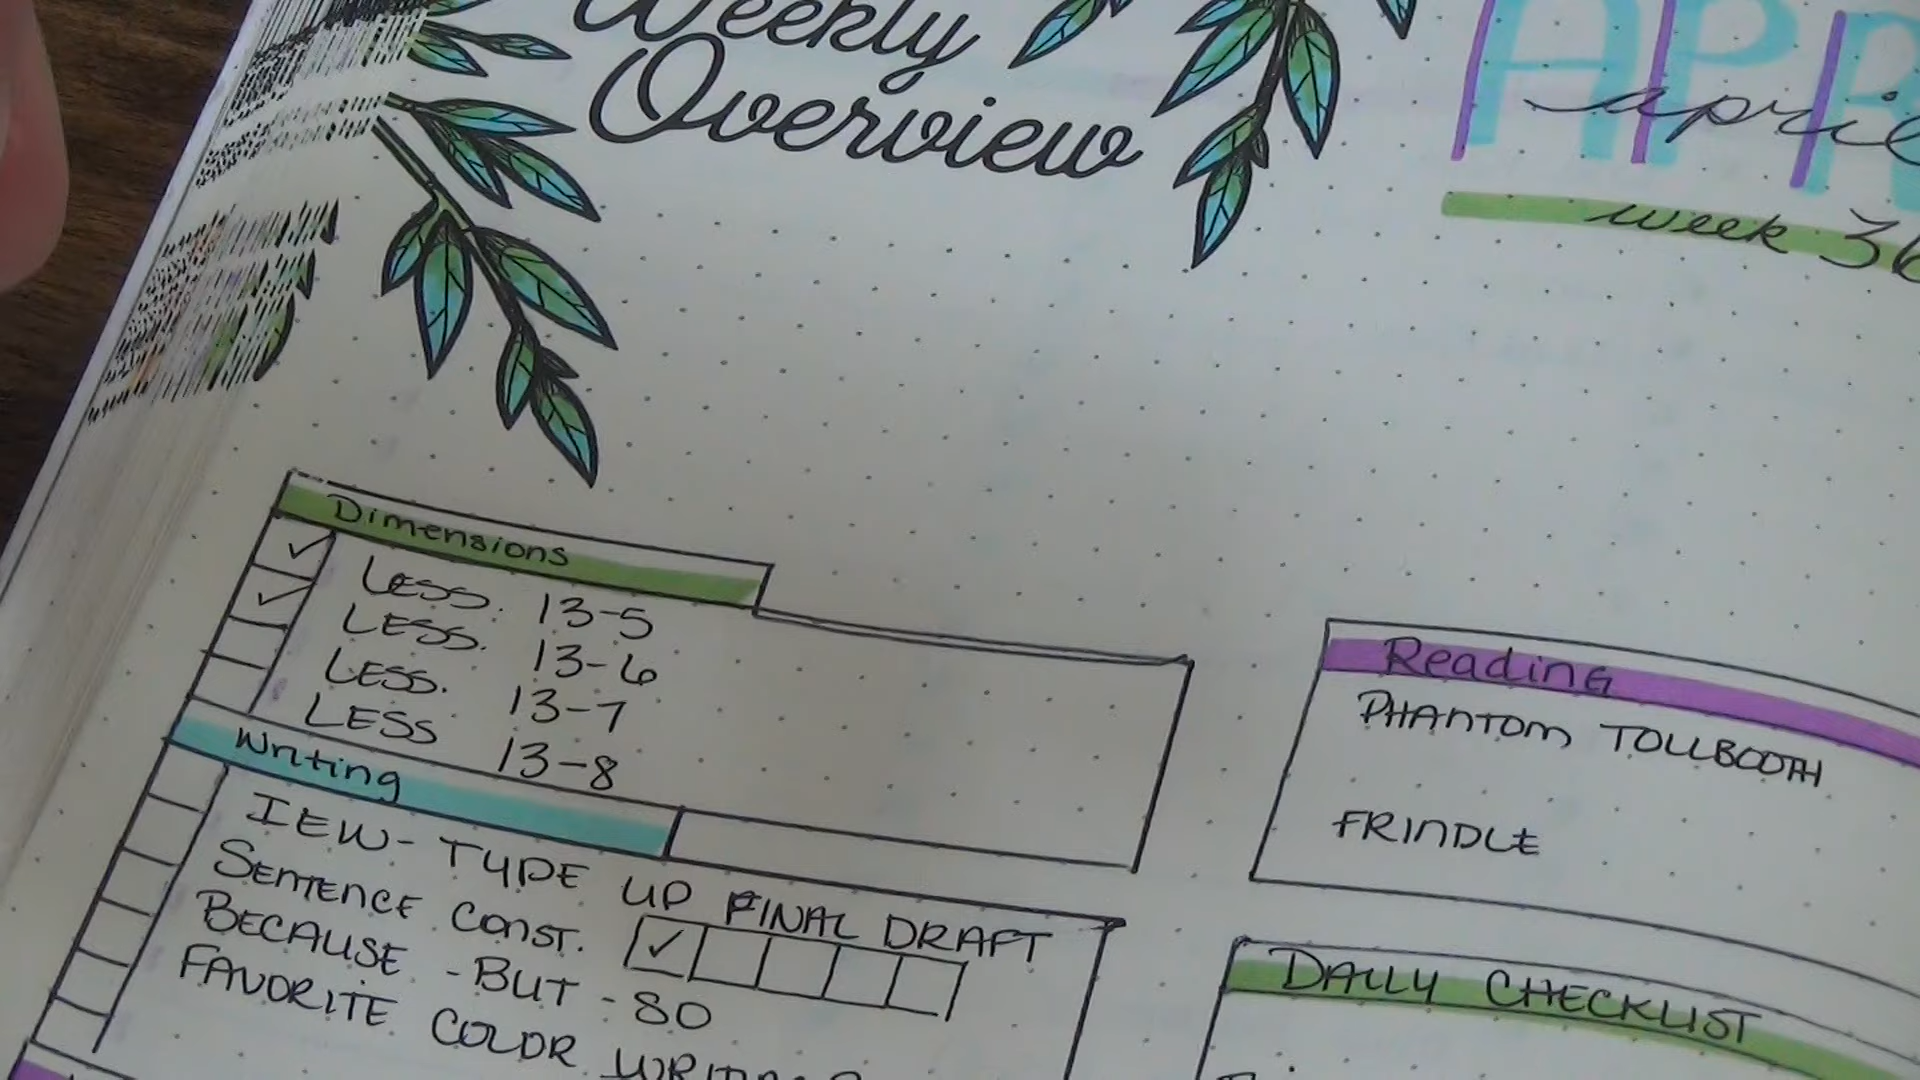 Weekly
Overview
APR
april
week 36
Dimensions
LESS. 13-5
LESS. 13-6
LESS. 13-7
LESS 13-8
Writing
IEW - TYPE UP FINAL DRAFT
SENTENCE CONST.
BECAUSE - BUT - SO
FAVORITE COLOR
Reading
PHANTOM TOLLBOOTH
FRINDLE
DAILY CHECKLIST